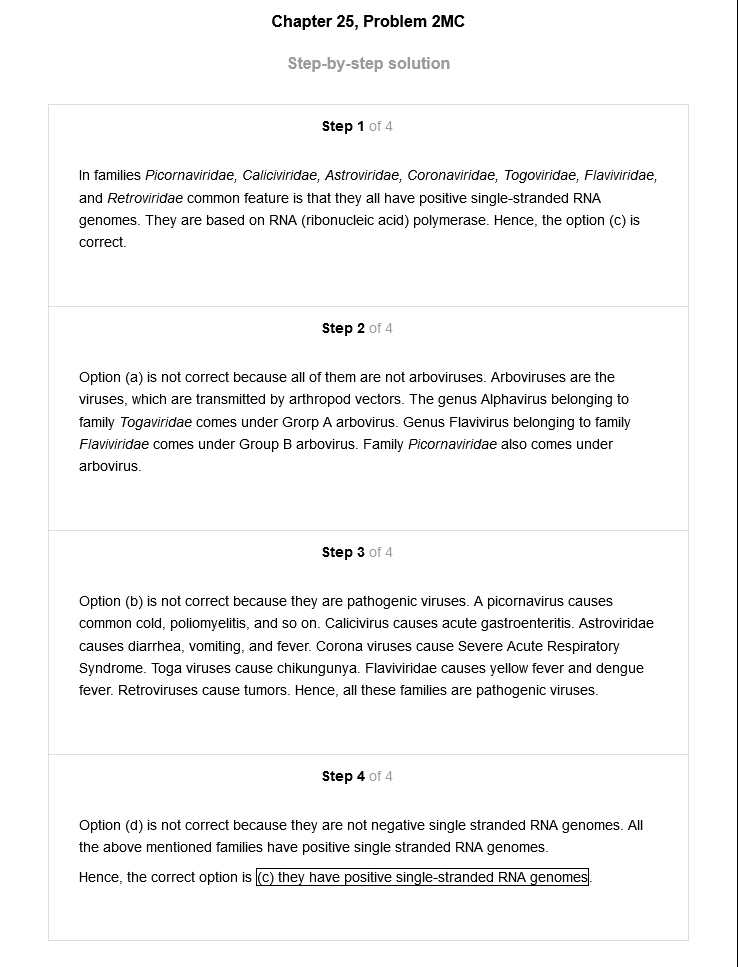 Chapter 25, Problem 2MC
Step-by-step solution
Step 1 of 4
In families Picornaviridae, Caliciviridae, Astroviridae, Coronaviridae, Togoviridae, Flaviviridae,
and Retroviridae common feature is that they all have positive single-stranded RNA
genomes. They are based on RNA (ribonucleic acid) polymerase. Hence, the option (c) is
correct.
Step 2 of 4
Option (a) is not correct because all of them are not arboviruses. Arboviruses are the
viruses, which are transmitted by arthropod vectors. The genus Alphavirus belonging to
family Togaviridae comes under Grorp A arbovirus. Genus Flavivirus belonging to family
Flaviviridae comes under Group B arbovirus. Family Picornaviridae also comes under
arbovirus.
Step 3 of 4
Option (b) is not correct because they are pathogenic viruses. A picornavirus causes
common cold, poliomyelitis, and so on. Calicivirus causes acute gastroenteritis. Astroviridae
causes diarrhea, vomiting, and fever. Corona viruses cause Severe Acute Respiratory
Syndrome. Toga viruses cause chikungunya. Flaviviridae causes yellow fever and dengue
fever. Retroviruses cause tumors. Hence, all these families are pathogenic viruses.
Step 4 of 4
Option (d) is not correct because they are not negative single stranded RNA genomes. All
the above mentioned families have positive single stranded RNA genomes.
Hence, the correct option is (c) they have positive single-stranded RNA genomes.